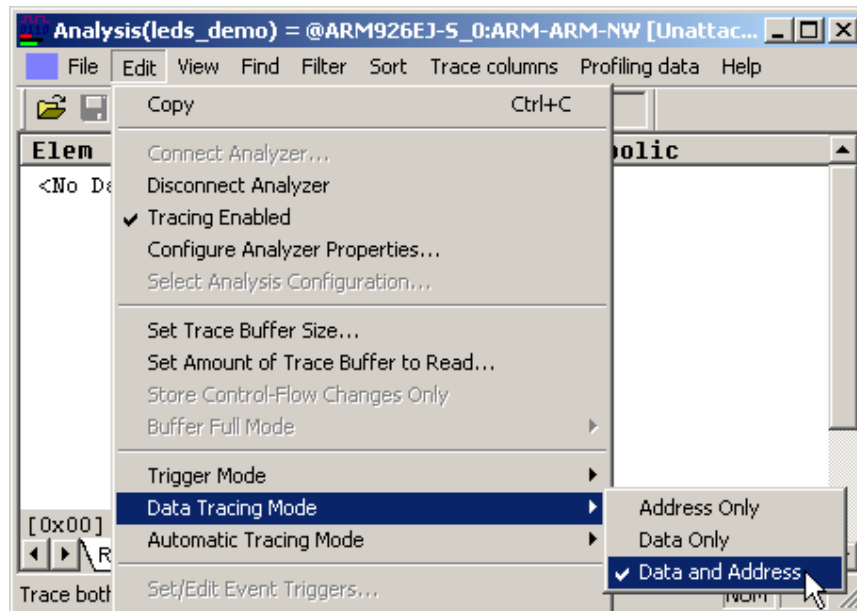 Analysis(leds_demo) = @ARM926EJ-S_0:ARM-ARM-NW [Unattac...
File Edit View Find Filter Sort Trace columns Profiling data Help
Copy Ctrl+C
Elem
bolic
Connect Analyzer...
<No Da
Disconnect Analyzer
Tracing Enabled
Configure Analyzer Properties...
Select Analysis Configuration...
Set Trace Buffer Size...
Set Amount of Trace Buffer to Read...
Store Control-Flow Changes Only
Buffer Full Mode
Trigger Mode
Data Tracing Mode
Address Only
[0x00]
Automatic Tracing Mode
Data Only
R
Data and Address
Trace both
Set/Edit Event Triggers...
NUM